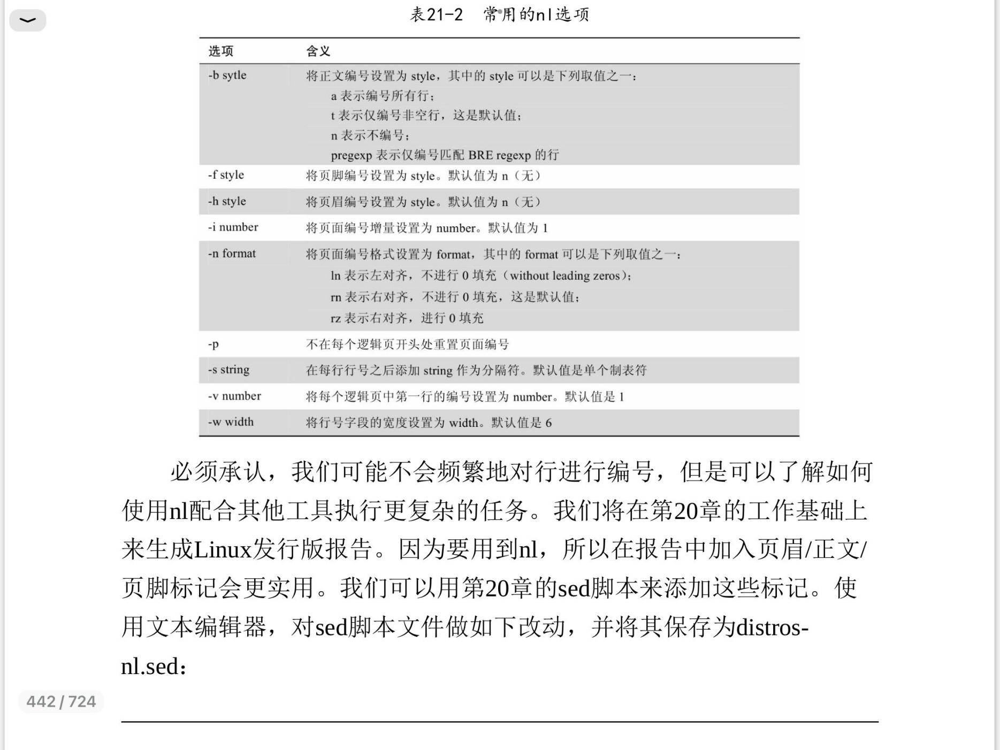 表21-2 常用的nl选项
选项 含义
-b sytle 将正文编号设置为 style，其中的 style 可以是下列取值之一：
a 表示编号所有行；
t 表示仅编号非空行，这是默认值；
n 表示不编号；
pregexp 表示仅编号匹配 BRE regexp 的行
-f style 将页脚编号设置为 style。默认值为 n（无）
-h style 将页眉编号设置为 style。默认值为 n（无）
-i number 将页面编号增量设置为 number。默认值为 1
-n format 将页面编号格式设置为 format，其中的 format 可以是下列取值之一：
ln 表示左对齐，不进行 0 填充（without leading zeros）；
rn 表示右对齐，不进行 0 填充，这是默认值；
rz 表示右对齐，进行 0 填充
-p 不在每个逻辑页开头处重置页面编号
-s string 在每行行号之后添加 string 作为分隔符。默认值是单个制表符
-v number 将每个逻辑页中第一行的编号设置为 number。默认值是 1
-w width 将行号字段的宽度设置为 width。默认值是 6
必须承认，我们可能不会频繁地对行进行编号，但是可以了解如何
使用nl配合其他工具执行更复杂的任务。我们将在第20章的工作基础上
来生成Linux发行版报告。因为要用到nl，所以在报告中加入页眉/正文/
页脚标记会更实用。我们可以用第20章的sed脚本来添加这些标记。使
用文本编辑器，对sed脚本文件做如下改动，并将其保存为distros-
nl.sed：
442 / 724